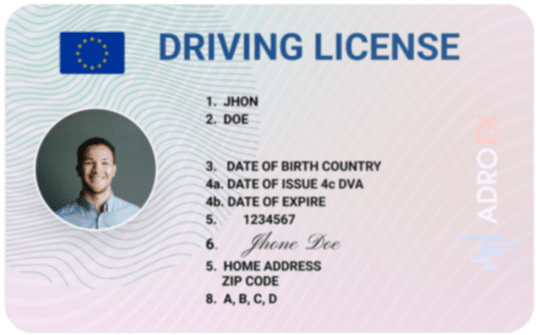 DRIVING LICENSE
1. JHON
2. DOE
3. DATE OF BIRTH COUNTRY
4a. DATE OF ISSUE 4c DVA
4b. DATE OF EXPIRE
5. 1234567
6. Jhone Doe
5. HOME ADDRESS
ZIP CODE
8. A, B, C, D
ADROFX